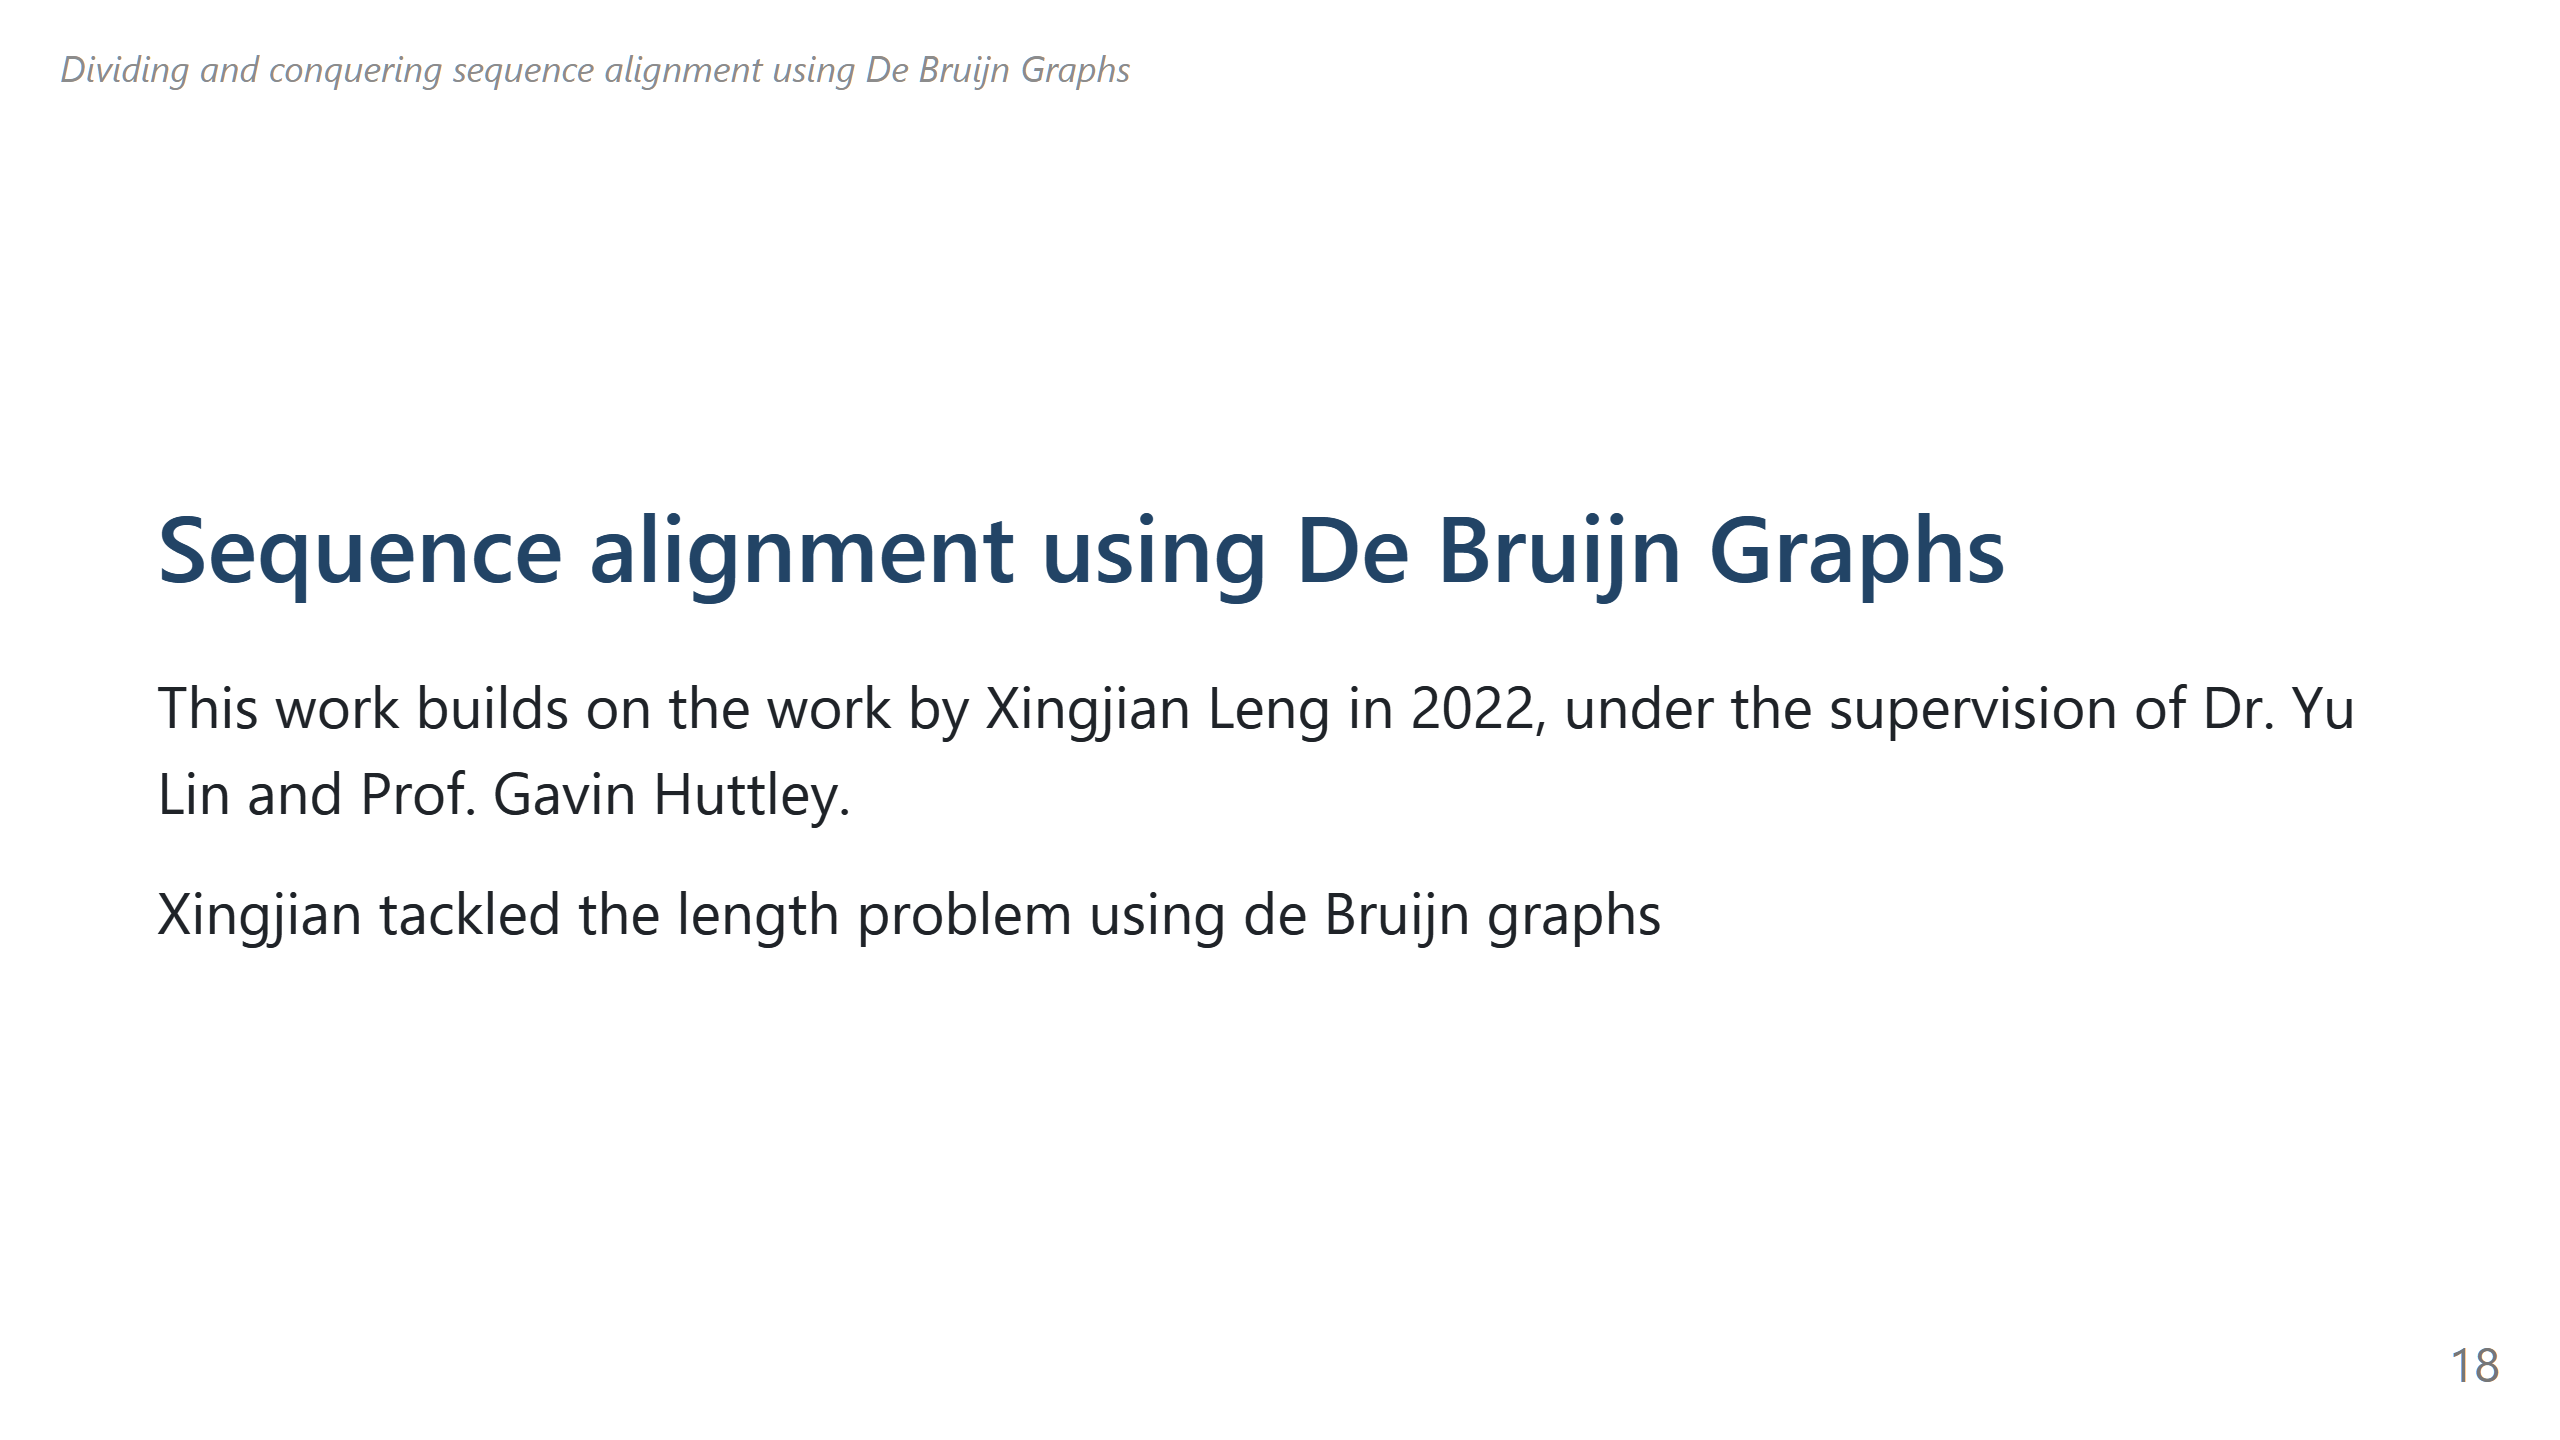 Dividing and conquering sequence alignment using De Bruijn Graphs
Sequence alignment using De Bruijn Graphs
This work builds on the work by Xingjian Leng in 2022, under the supervision of Dr. Yu
Lin and Prof. Gavin Huttley.
Xingjian tackled the length problem using de Bruijn graphs
18